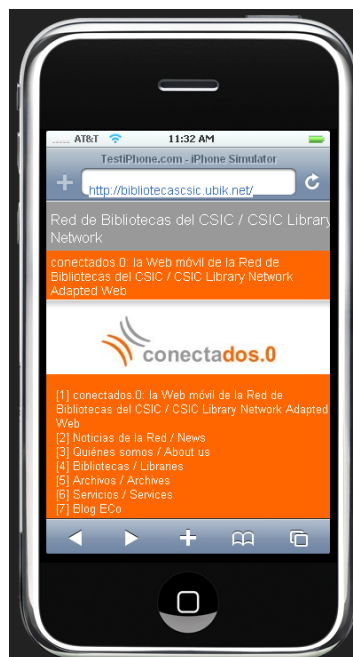 AT&T 11:32 AM
TestiPhone.com - iPhone Simulator
http://bibliotecascsic.ubik.net/
Red de Bibliotecas del CSIC / CSIC Library
Network
conectados.0: la Web móvil de la Red de
Bibliotecas del CSIC / CSIC Library Network
Adapted Web
conectados.0
[1] conectados.0: la Web móvil de la Red de
Bibliotecas del CSIC / CSIC Library Network Adapted
Web
[2] Noticias de la Red / News
[3] Quiénes somos / About us
[4] Bibliotecas / Libraries
[5] Archivos / Archives
[6] Servicios / Services
[7] Blog ECo